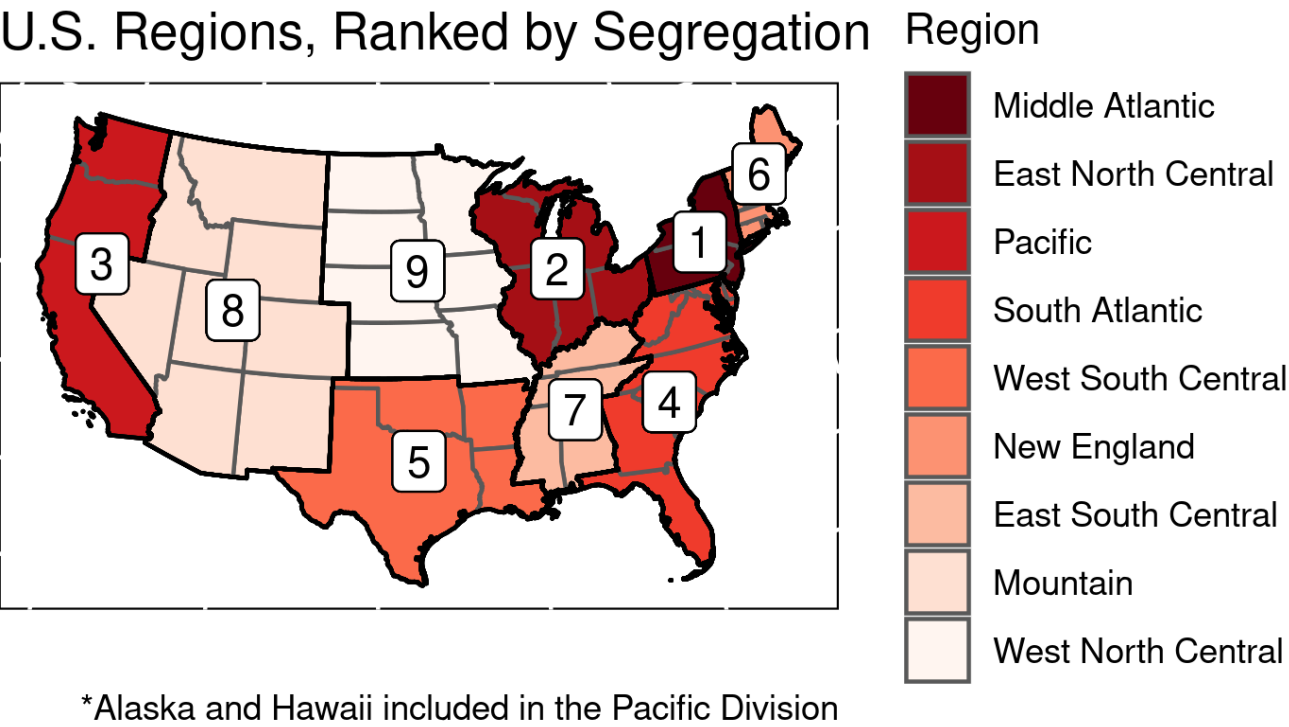 U.S. Regions, Ranked by Segregation
Region
Middle Atlantic
East North Central
Pacific
South Atlantic
West South Central
New England
East South Central
Mountain
West North Central
6
1
3
9
2
8
7
4
5
*Alaska and Hawaii included in the Pacific Division